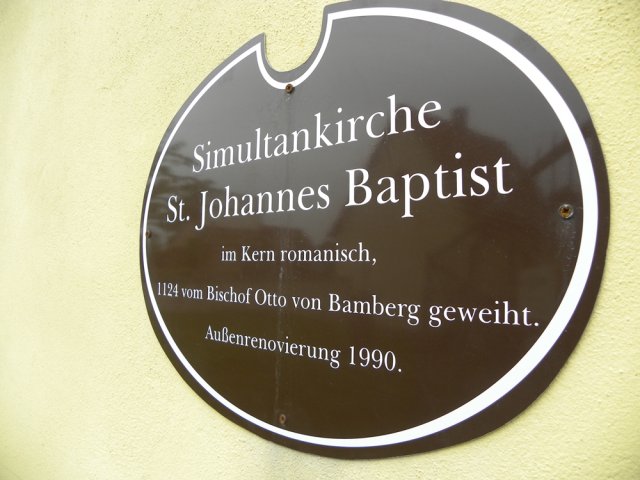 Simultankirche
St. Johannes Baptist
im Kern romanisch,
1124 vom Bischof Otto von Bamberg geweiht.
Außenrenovierung 1990.